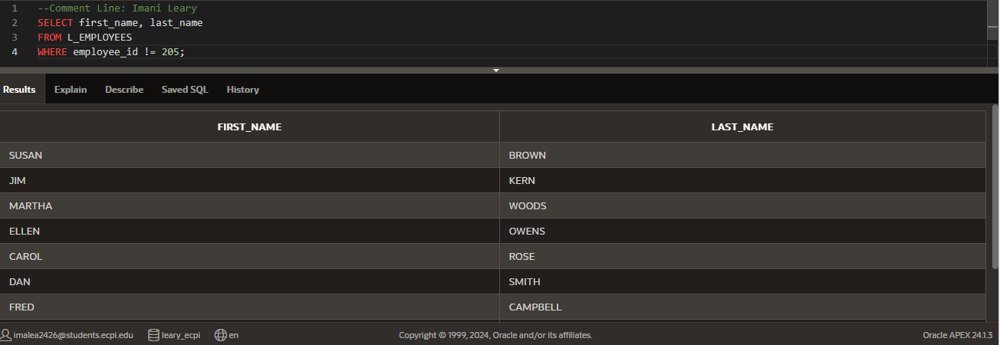 1 --Comment Line: Imani Leary
2 SELECT first_name, last_name
3 FROM L_EMPLOYEES
4 WHERE employee_id != 205;
Results Explain Describe Saved SQL History
FIRST_NAME LAST_NAME
SUSAN BROWN
JIM KERN
MARTHA WOODS
ELLEN OWENS
CAROL ROSE
DAN SMITH
FRED CAMPBELL
imalea2426@students.ecpi.edu leary_ecpi en Copyright © 1999, 2024, Oracle and/or its affiliates. Oracle APEX 24.1.3